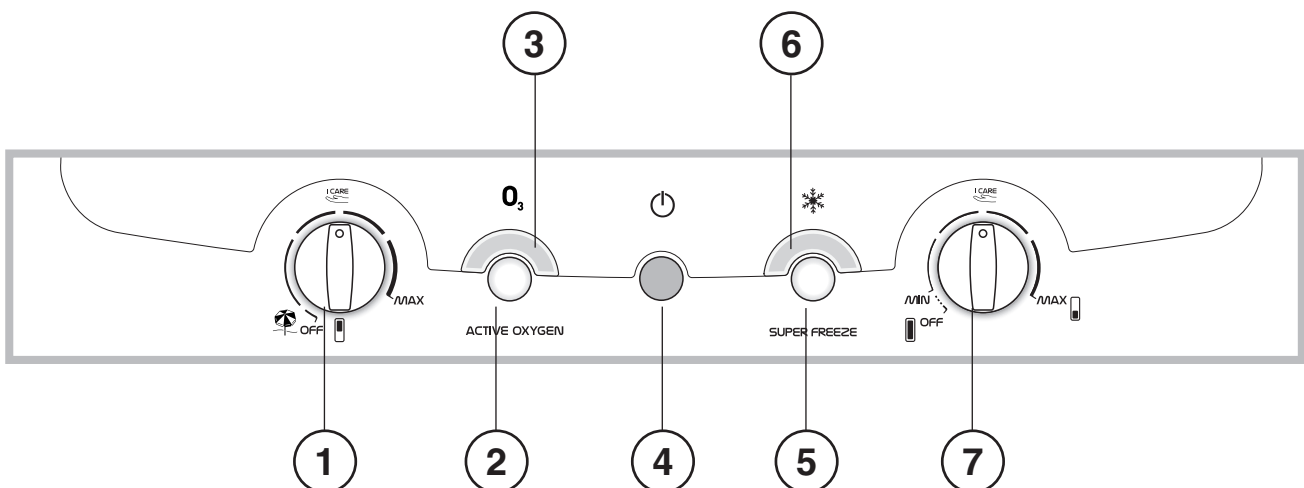 3 6
I CARE
O₃
I CARE
MAX
OFF
ACTIVE OXYGEN
SUPER FREEZE
MIN
OFF
MAX
1 2 4 5 7